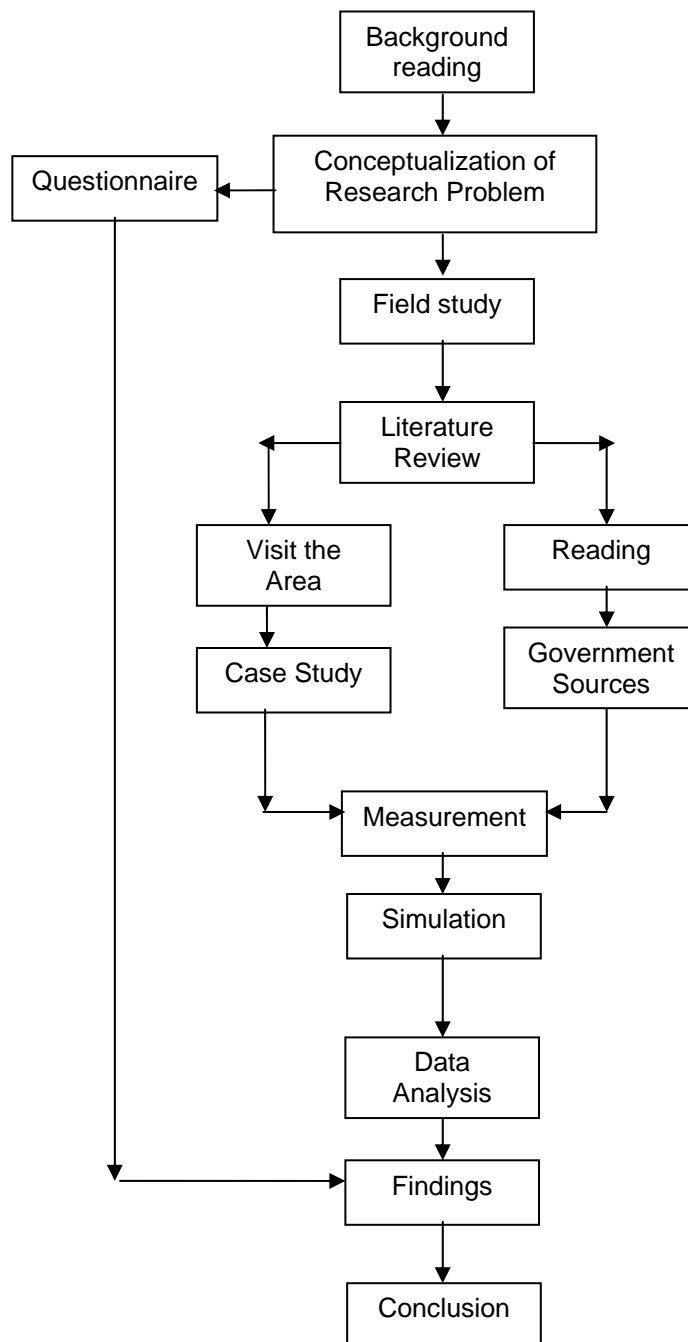 Background
reading
Conceptualization of
Research Problem
Questionnaire
Field study
Literature
Review
Visit the
Area
Reading
Case Study
Government
Sources
Measurement
Simulation
Data
Analysis
Findings
Conclusion